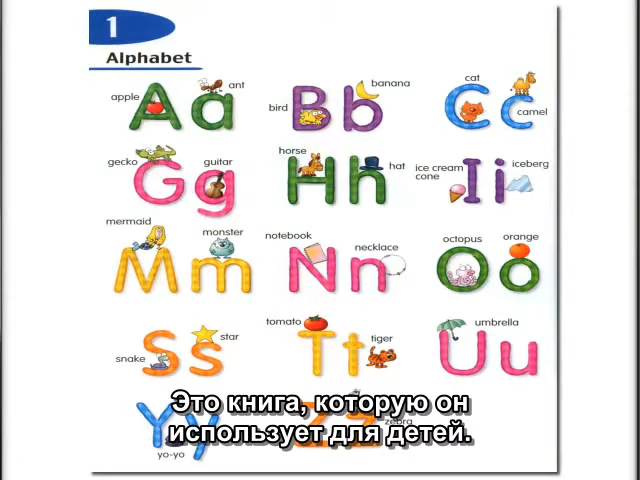 1
Alphabet
apple Aa ant
bird Bb banana
cat Cc camel
gecko Gg guitar
horse Hh hat
ice cream cone Ii iceberg
mermaid Mm monster
notebook Nn necklace
octopus Oo orange
snake Ss star
tomato Tt tiger
Uu umbrella
Yy yo-yo
Zz zebra
Это книга, которую он
использует для детей.